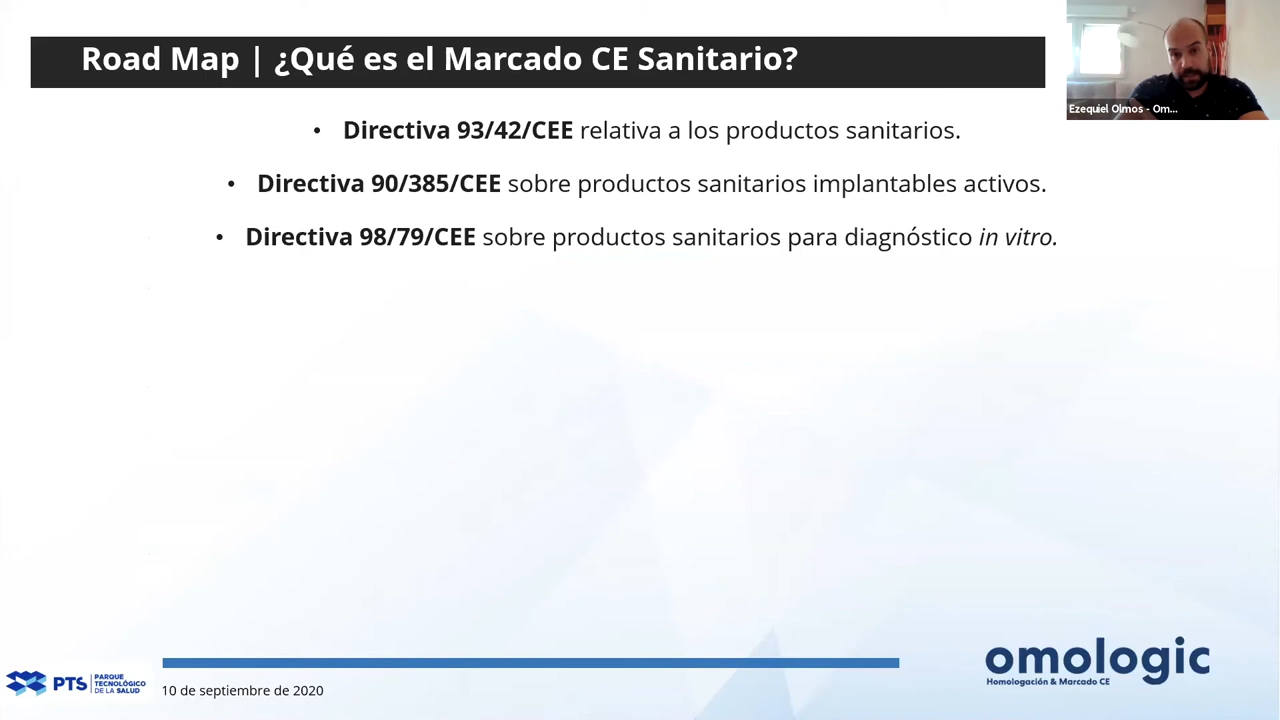 Road Map | ¿Qué es el Marcado CE Sanitario?
Ezequiel Olmos - Om...
• Directiva 93/42/CEE relativa a los productos sanitarios.
• Directiva 90/385/CEE sobre productos sanitarios implantables activos.
• Directiva 98/79/CEE sobre productos sanitarios para diagnóstico in vitro.
PTS PARQUE
TECNOLÓGICO
DE LA SALUD
10 de septiembre de 2020
omologic
Homologación & Marcado CE